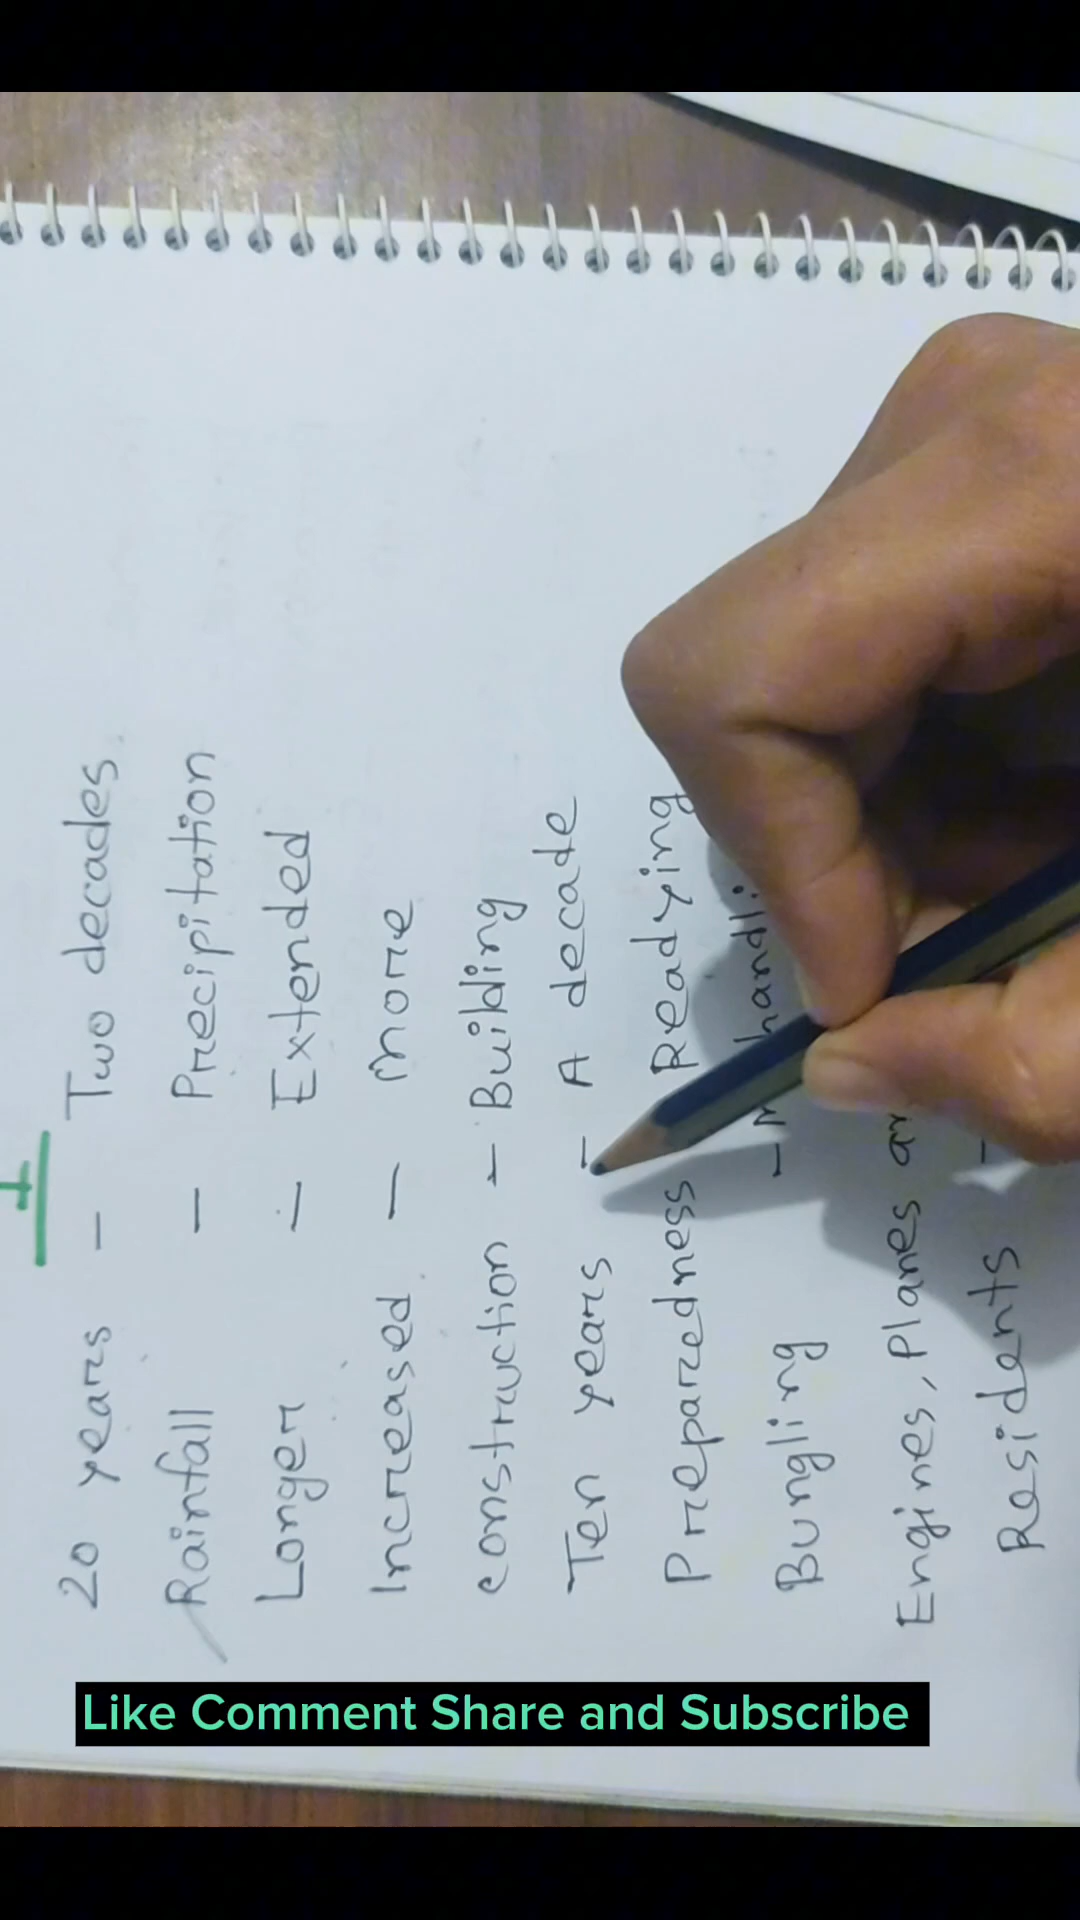 20 years - Two decades
Rainfall - Precipitation
Longer - Extended
Increased - more
construction - Building
Ten years - A decade
Preparedness Readying
Bungling -
Engines, Planes
Residents -
Like Comment Share and Subscribe